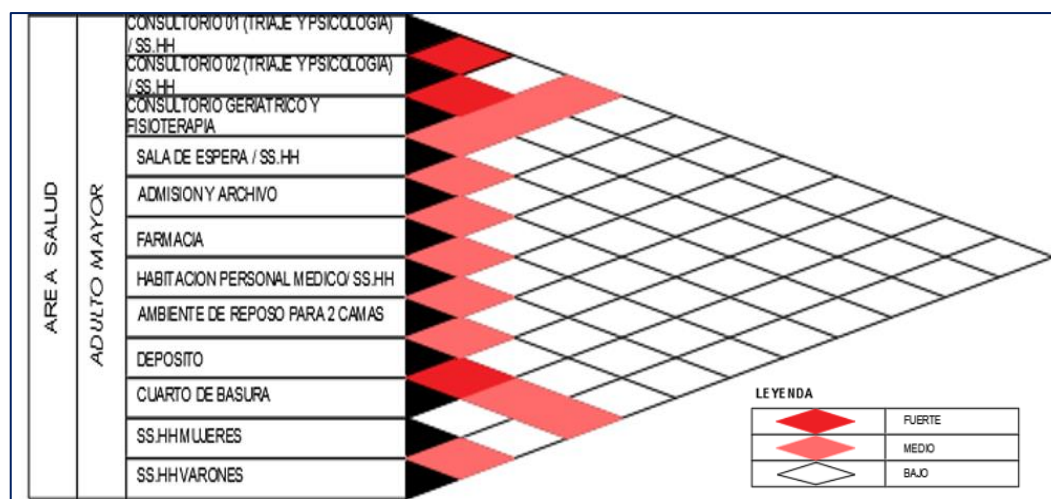 AREA SALUD
ADULTO MAYOR
CONSULTORIO 01 (TRIAJE Y PSICOLOGIA)
/ SS.HH
CONSULTORIO 02 (TRIAJE Y PSICOLOGIA)
/ SS.HH
CONSULTORIO GERIATRICO Y
FISIOTERAPIA
SALA DE ESPERA / SS.HH
ADMISION Y ARCHIVO
FARMACIA
HABITACION PERSONAL MEDICO/ SS.HH
AMBIENTE DE REPOSO PARA 2 CAMAS
DEPOSITO
CUARTO DE BASURA
SS.HH MUJERES
SS.HH VARONES
LEYENDA
FUERTE
MEDIO
BAJO